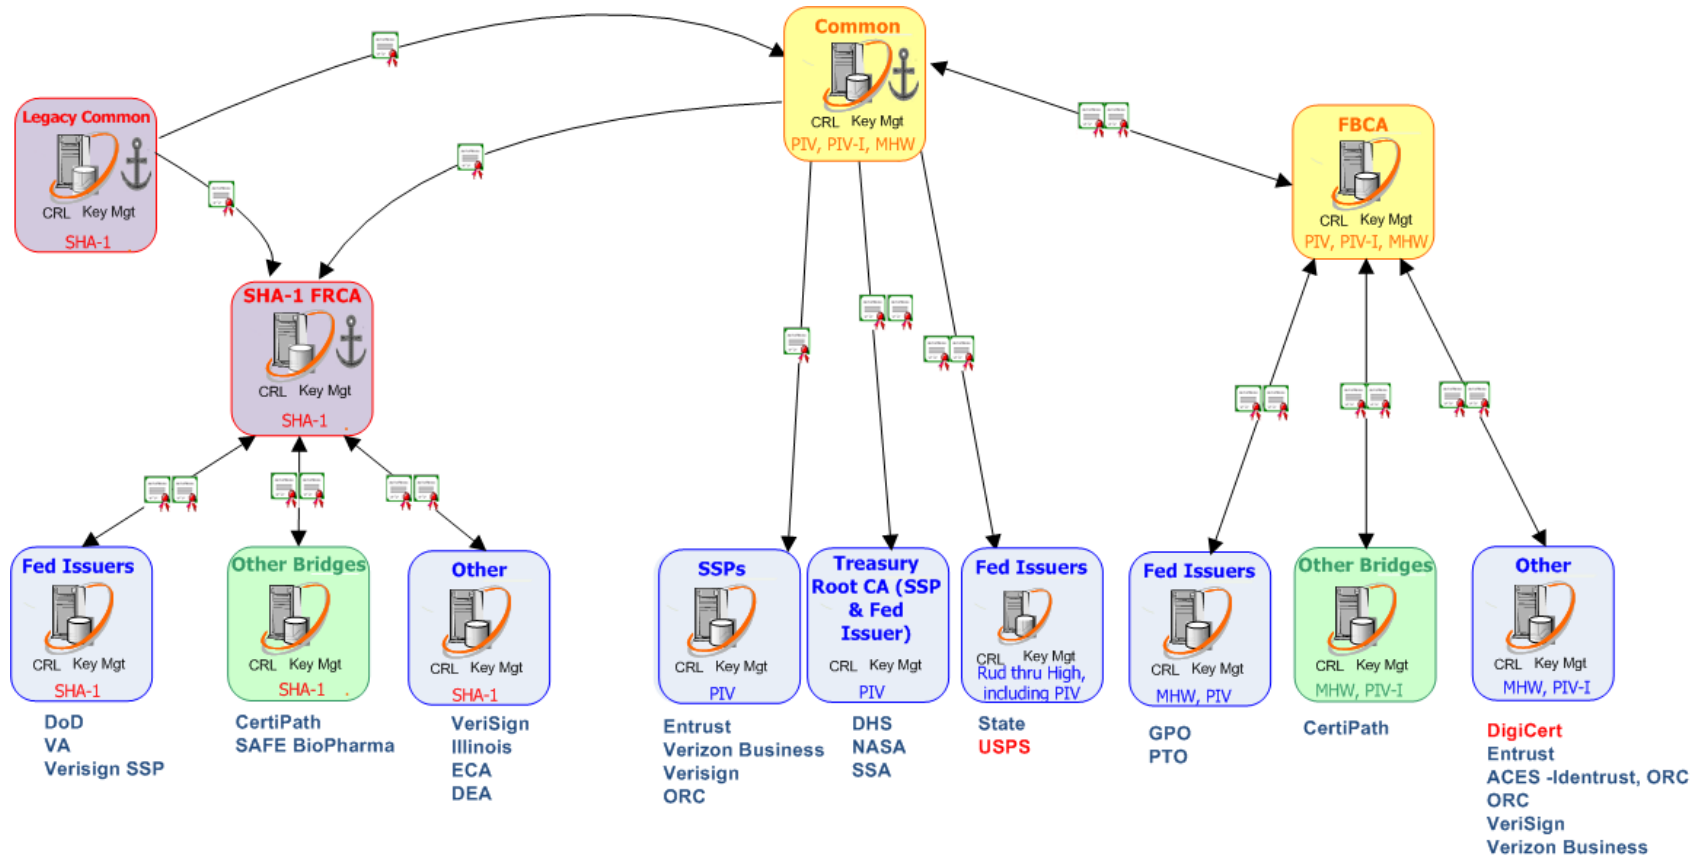 Common
CRL Key Mgt
PIV, PIV-I, MHW
Legacy Common
CRL Key Mgt
SHA-1
FBCA
CRL Key Mgt
PIV, PIV-I, MHW
SHA-1 FRCA
CRL Key Mgt
SHA-1
Fed Issuers
CRL Key Mgt
SHA-1
DoD
VA
Verisign SSP
Other Bridges
CRL Key Mgt
SHA-1
CertiPath
SAFE BioPharma
Other
CRL Key Mgt
SHA-1
VeriSign
Illinois
ECA
DEA
SSPs
CRL Key Mgt
PIV
Entrust
Verizon Business
Verisign
ORC
Treasury
Root CA (SSP
& Fed
Issuer)
CRL Key Mgt
PIV
DHS
NASA
SSA
Fed Issuers
CRL Key Mgt
Rud thru High,
including PIV
State
USPS
Fed Issuers
CRL Key Mgt
MHW, PIV
GPO
PTO
Other Bridges
CRL Key Mgt
MHW, PIV-I
CertiPath
Other
CRL Key Mgt
MHW, PIV-I
DigiCert
Entrust
ACES -Identrust, ORC
ORC
VeriSign
Verizon Business